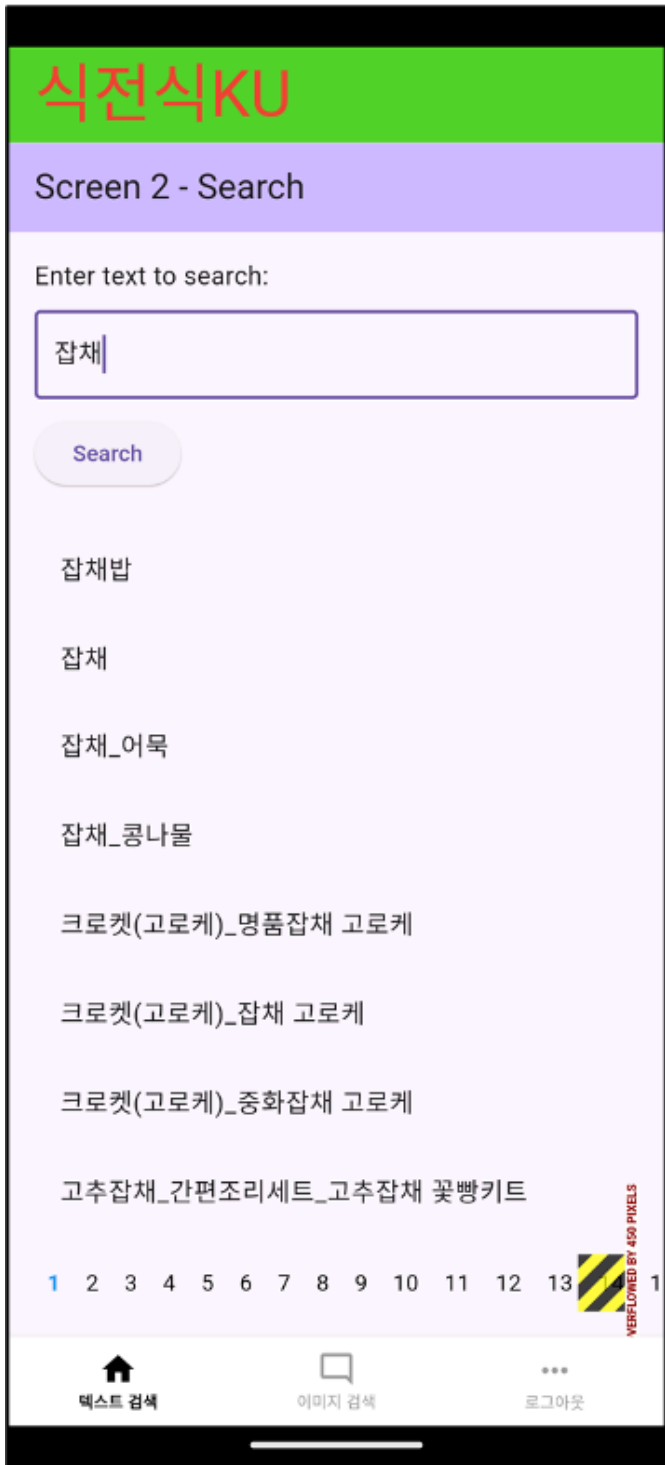 식전식KU
Screen 2 - Search
Enter text to search:
잡채
Search
잡채밥
잡채
잡채_어묵
잡채_콩나물
크로켓(고로케)_명품잡채 고로케
크로켓(고로케)_잡채 고로케
크로켓(고로케)_중화잡채 고로케
고추잡채_간편조리세트_고추잡채 꽃빵키트
1 2 3 4 5 6 7 8 9 10 11 12 13 14 1
VERFLOWED BY 450 PIXELS
텍스트 검색 이미지 검색 로그아웃